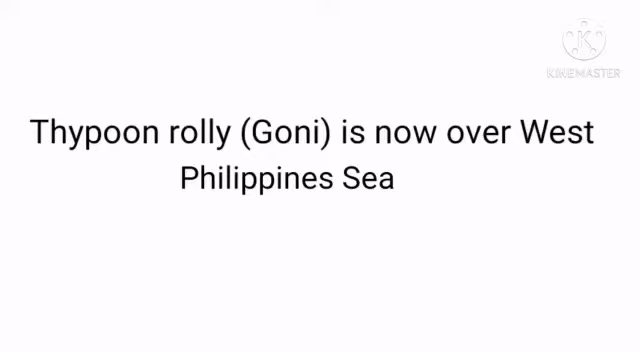 KINEMASTER
Thypoon rolly (Goni) is now over West
Philippines Sea